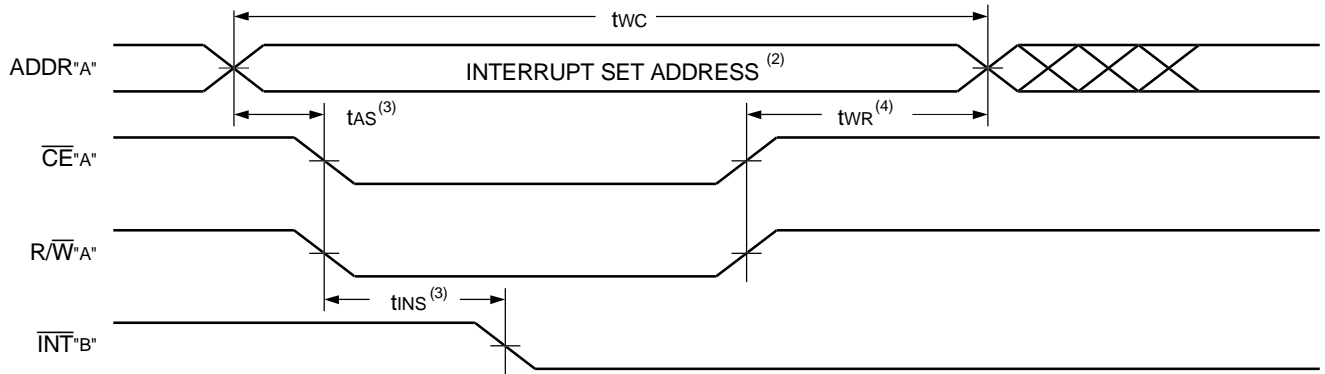 tWC
ADDR"A"
INTERRUPT SET ADDRESS (2)
tAS(3)
tWR(4)
CE"A"
R/W"A"
tINS(3)
INT"B"